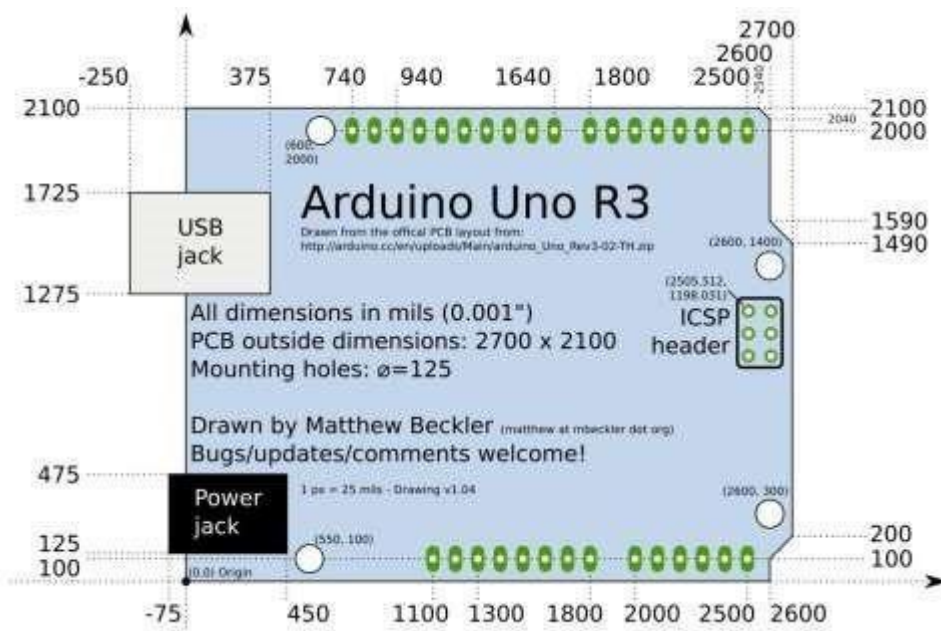 2700
2600
-250 375 740 940 1640 1800 2500 2540
2100 2100
2040
2000
(600,
2000)
1725
Arduino Uno R3
Drawn from the offical PCB layout from:
http://arduino.cc/en/uploads/Main/arduino_Uno_Rev3-02-TH.zip
USB
jack
1590
(2600, 1400) 1490
1275
(2505.512,
1198.031)
All dimensions in mils (0.001")
PCB outside dimensions: 2700 x 2100
Mounting holes: ⌀=125
ICSP
header
Drawn by Matthew Beckler (matthew at mbeckler dot org)
Bugs/updates/comments welcome!
475
Power
jack
1 px = 25 mils - Drawing v1.04
(2600, 300)
125
100
(550, 100)
200
100
(0,0) Origin
-75 450 1100 1300 1800 2000 2500 2600